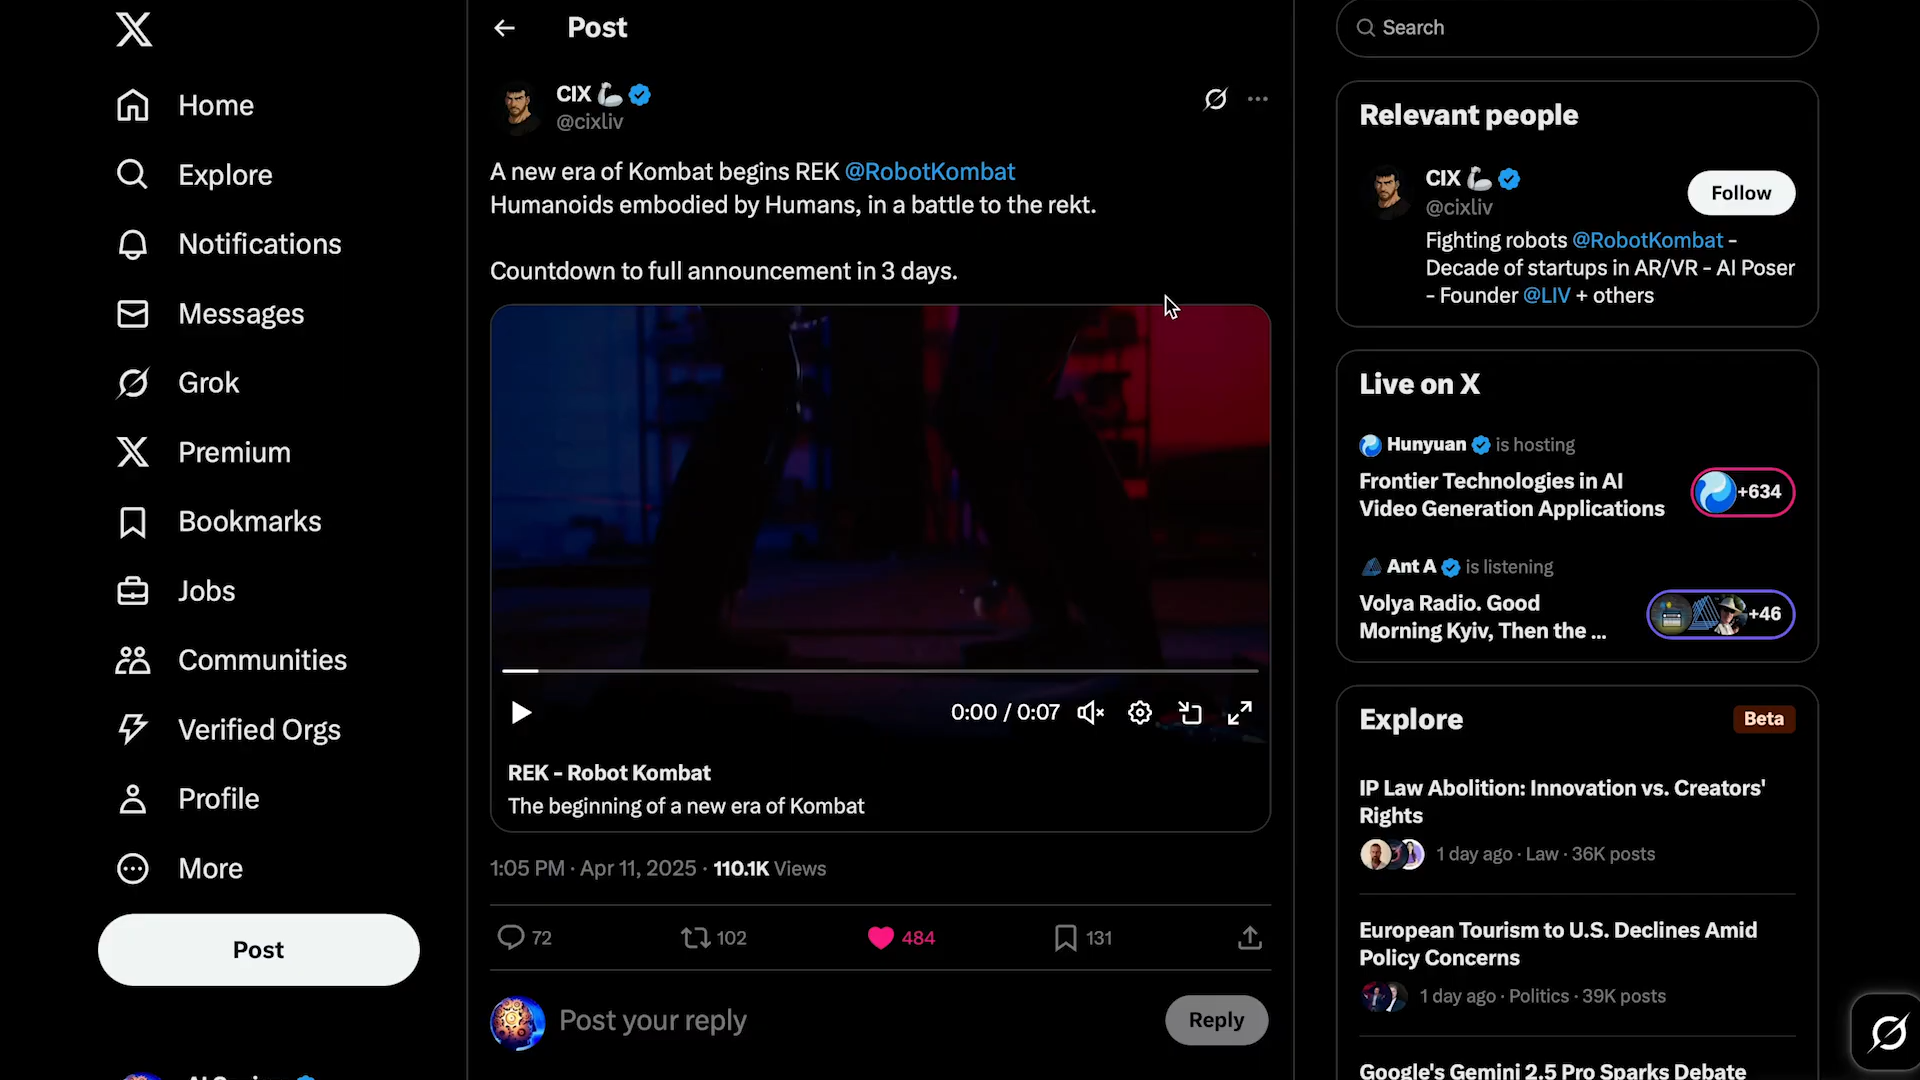 Home
Explore
Notifications
Messages
Grok
Premium
Bookmarks
Jobs
Communities
Verified Orgs
Profile
More
Post
Post
CIX
@cixliv
A new era of Kombat begins REK @RobotKombat
Humanoids embodied by Humans, in a battle to the rekt.
Countdown to full announcement in 3 days.
0:00 / 0:07
REK - Robot Kombat
The beginning of a new era of Kombat
1:05 PM · Apr 11, 2025 · 110.1K Views
72 102 484 131
Post your reply
Reply
Search
Relevant people
CIX
@cixliv
Follow
Fighting robots @RobotKombat -
Decade of startups in AR/VR - AI Poser
- Founder @LIV + others
Live on X
Hunyuan is hosting
Frontier Technologies in AI
Video Generation Applications
+634
Ant A is listening
Volya Radio. Good
Morning Kyiv, Then the ...
+46
Explore
Beta
IP Law Abolition: Innovation vs. Creators'
Rights
1 day ago · Law · 36K posts
European Tourism to U.S. Declines Amid
Policy Concerns
1 day ago · Politics · 39K posts
Google's Gemini 2.5 Pro Sparks Debate